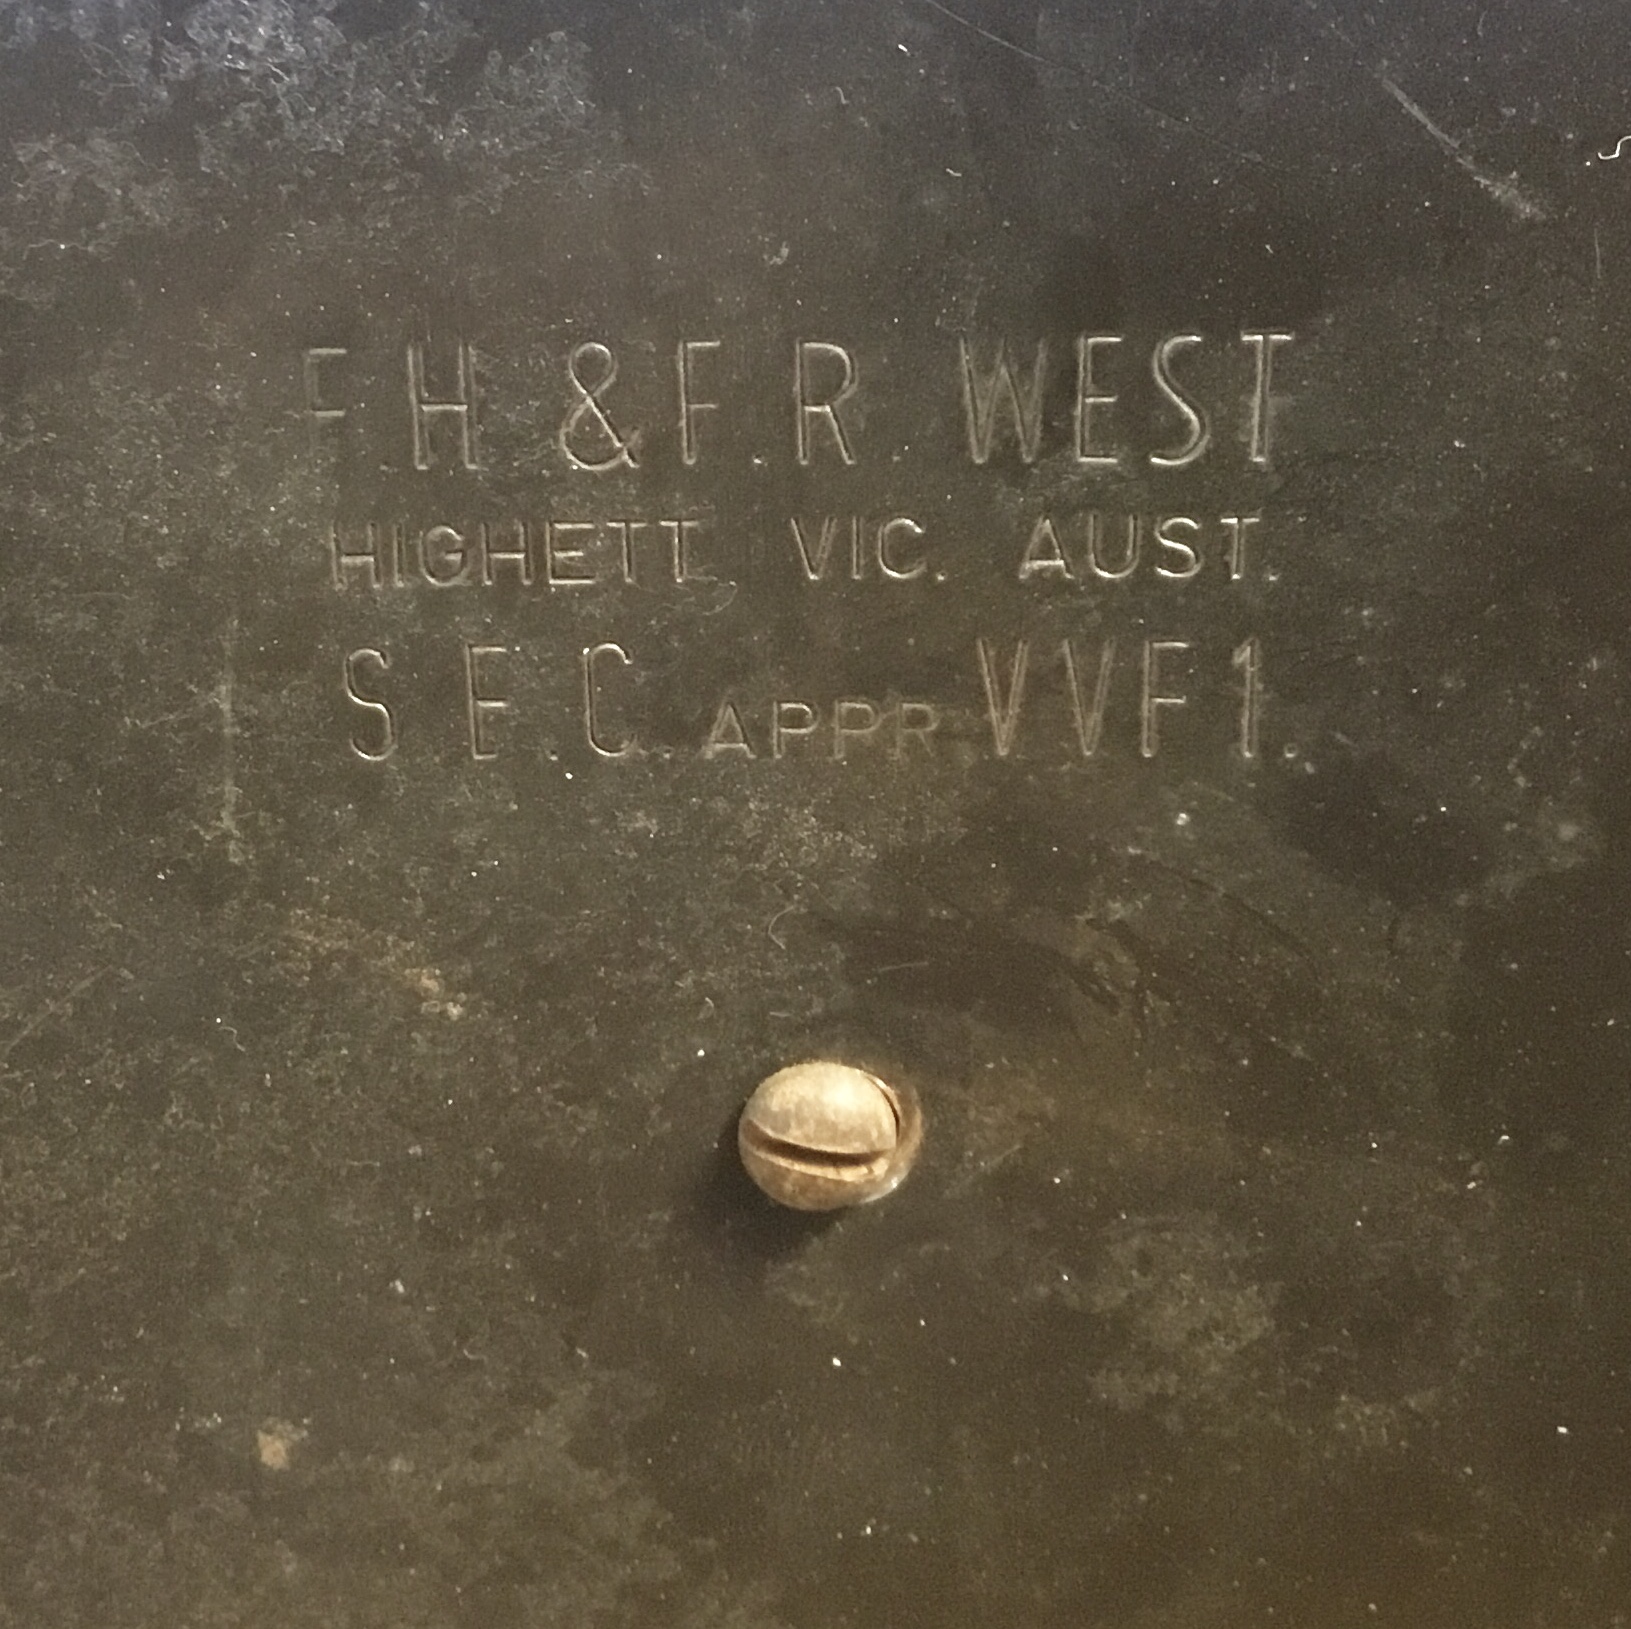 F.H & F.R. WEST
HIGHETT VIC. AUST.
S.E.C. APPR VVF1.